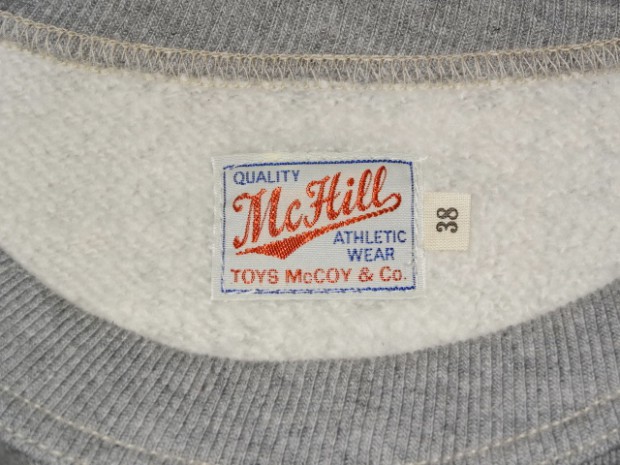 QUALITY
McHill
ATHLETIC
WEAR
TOYS McCOY & Co.
38